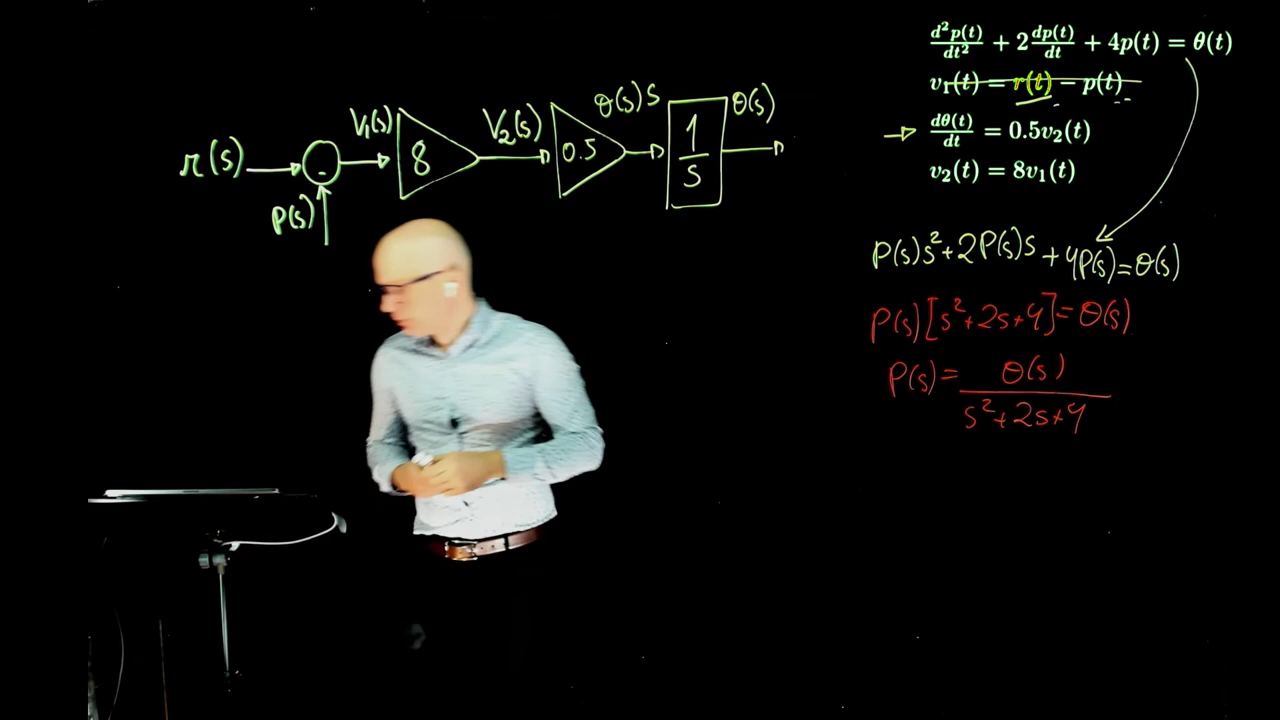 d²p(t)/dt² + 2 dp(t)/dt + 4p(t) = θ(t)
v₁(t) = r(t) − p(t)
dθ(t)/dt = 0.5v₂(t)
v₂(t) = 8v₁(t)
r(s)
-
P(s)
V₁(s)
8
V₂(s)
0.5
θ(s)s
1/s
θ(s)
P(s)s²+2P(s)s+4P(s)=θ(s)
P(s)[s²+2s+4]=θ(s)
P(s)= θ(s)/s²+2s+4